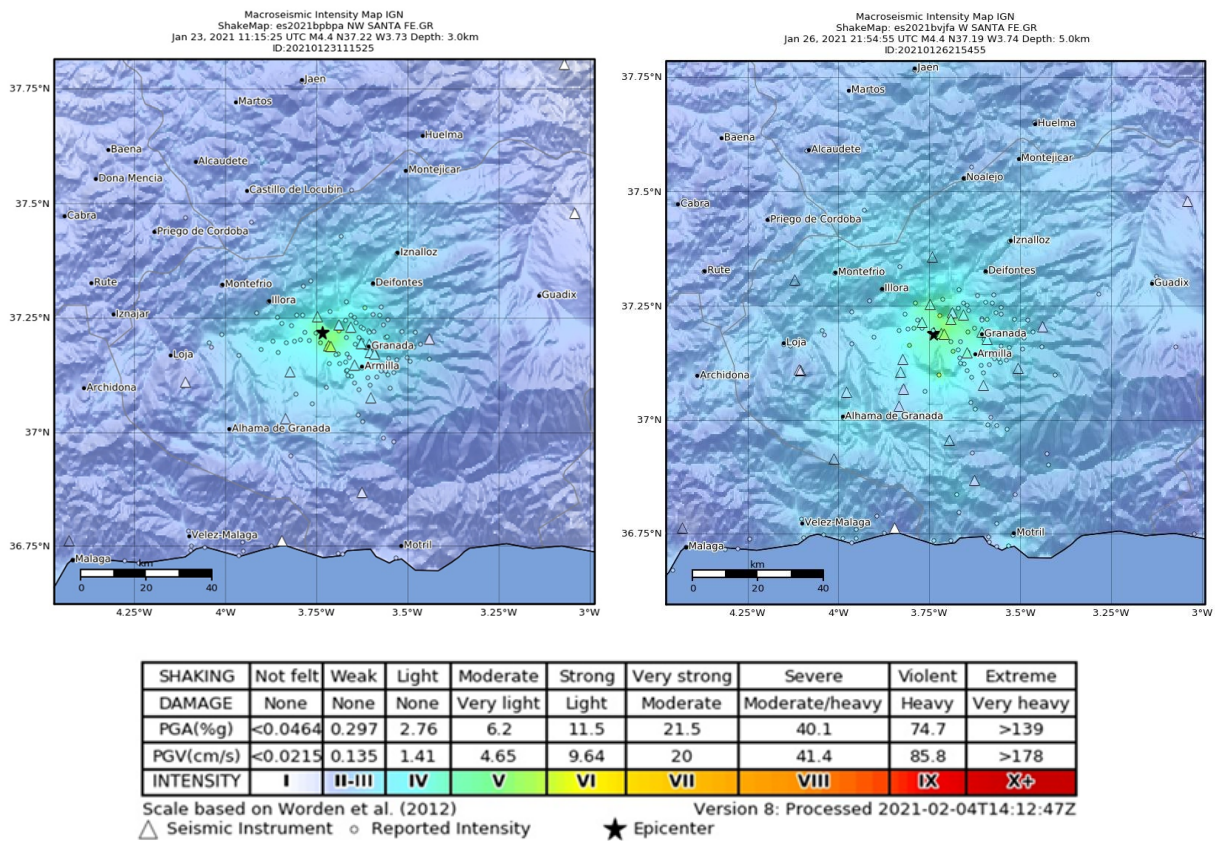 Macroseismic Intensity Map IGN
ShakeMap: es2021bpbpa NW SANTA FE.GR
Jan 23, 2021 11:15:25 UTC M4.4 N37.22 W3.73 Depth: 3.0km
ID:20210123111525
37.75°N
37.5°N
37.25°N
37°N
36.75°N
Jaen
Martos
Huelma
Baena
Alcaudete
Montejicar
Dona Mencia
Castillo de Locubin
Cabra
Priego de Cordoba
Iznalloz
Rute
Montefrio
Deifontes
Illora
Guadix
Iznajar
Loja
Granada
Armilla
Archidona
Alhama de Granada
Velez-Malaga
Motril
Malaga
km
0 20 40
4.25°W 4°W 3.75°W 3.5°W 3.25°W 3°W
Macroseismic Intensity Map IGN
ShakeMap: es2021bvjfa W SANTA FE.GR
Jan 26, 2021 21:54:55 UTC M4.4 N37.19 W3.74 Depth: 5.0km
ID:20210126215455
37.75°N
37.5°N
37.25°N
37°N
36.75°N
Jaen
Martos
Huelma
Baena
Alcaudete
Montejicar
Noalejo
Cabra
Priego de Cordoba
Iznalloz
Rute
Montefrio
Deifontes
Illora
Guadix
Loja
Granada
Armilla
Archidona
Alhama de Granada
Velez-Malaga
Motril
Malaga
km
0 20 40
4.25°W 4°W 3.75°W 3.5°W 3.25°W 3°W
SHAKING Not felt Weak Light Moderate Strong Very strong Severe Violent Extreme
DAMAGE None None None Very light Light Moderate Moderate/heavy Heavy Very heavy
PGA(%g) <0.0464 0.297 2.76 6.2 11.5 21.5 40.1 74.7 >139
PGV(cm/s) <0.0215 0.135 1.41 4.65 9.64 20 41.4 85.8 >178
INTENSITY I II-III IV V VI VII VIII IX X+
Scale based on Worden et al. (2012) Version 8: Processed 2021-02-04T14:12:47Z
△ Seismic Instrument ○ Reported Intensity ★ Epicenter